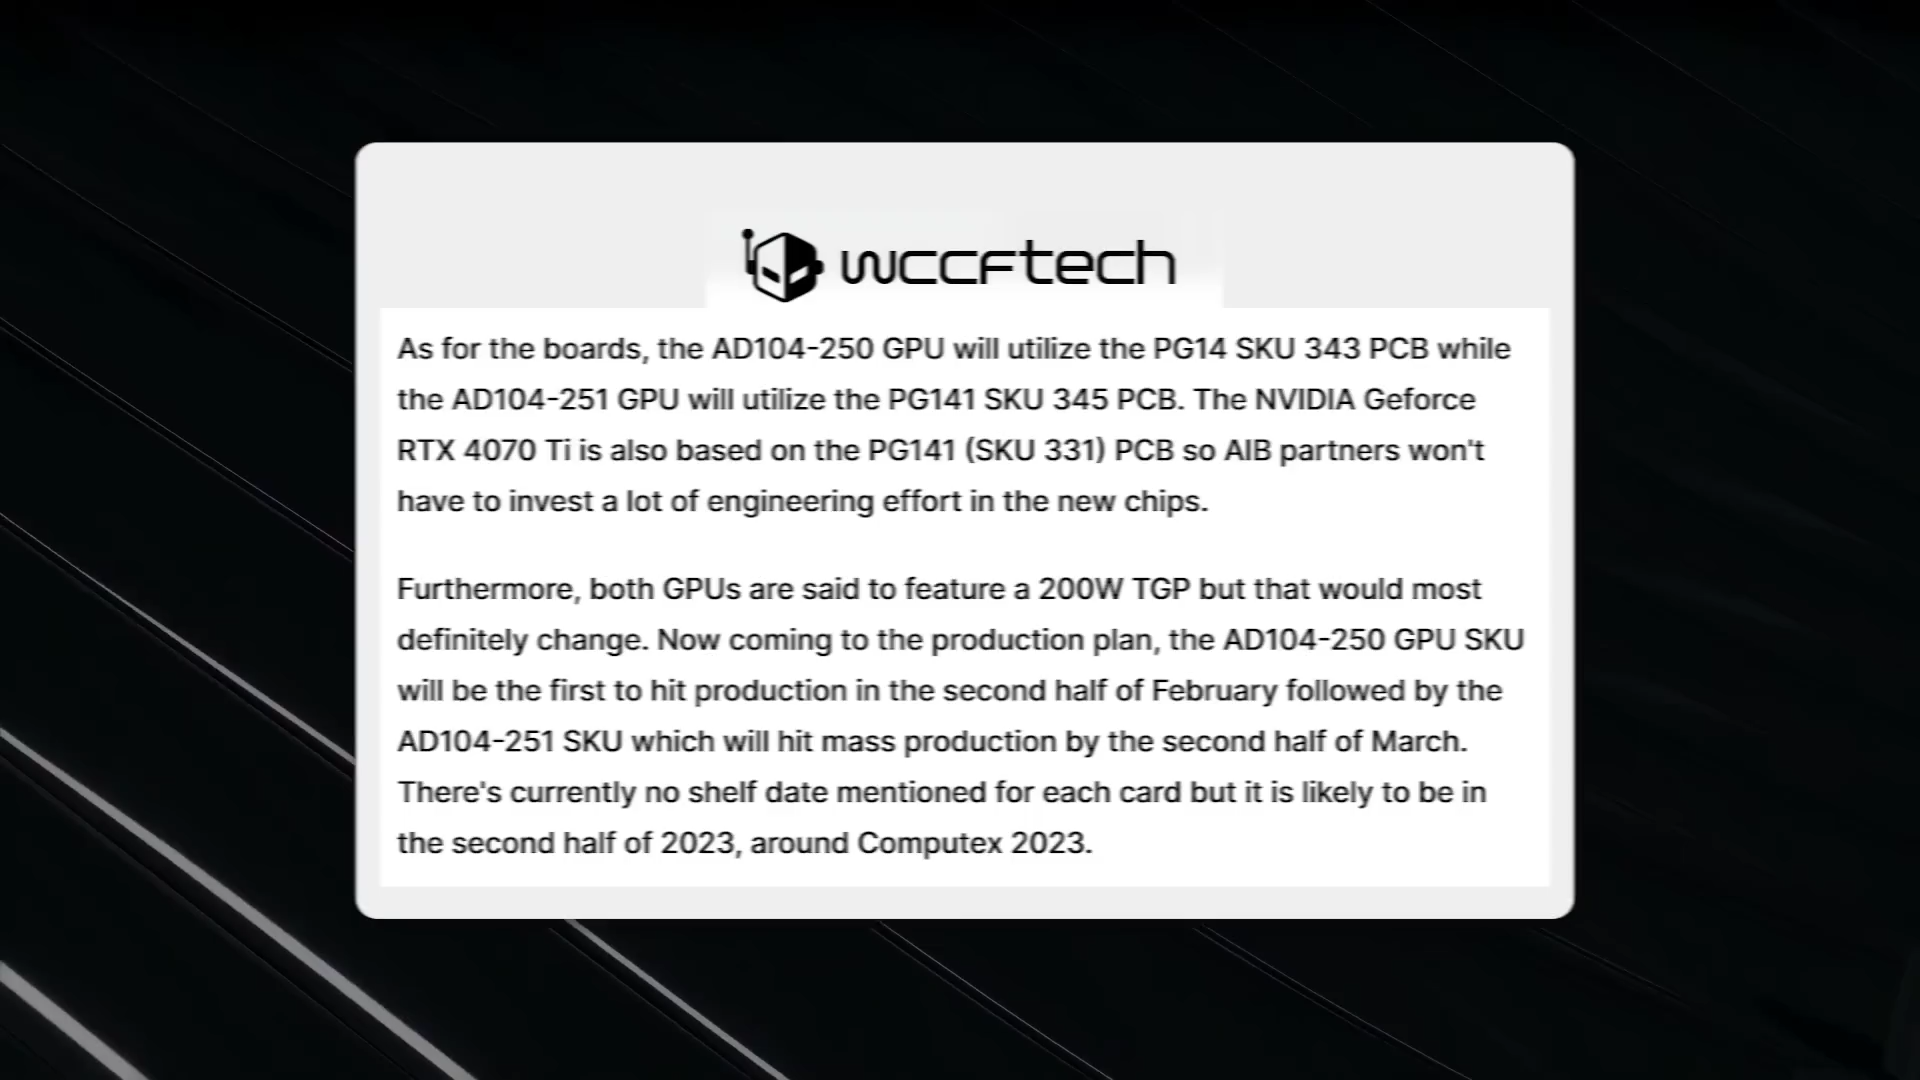 wccftech
As for the boards, the AD104-250 GPU will utilize the PG14 SKU 343 PCB while
the AD104-251 GPU will utilize the PG141 SKU 345 PCB. The NVIDIA Geforce
RTX 4070 Ti is also based on the PG141 (SKU 331) PCB so AIB partners won't
have to invest a lot of engineering effort in the new chips.
Furthermore, both GPUs are said to feature a 200W TGP but that would most
definitely change. Now coming to the production plan, the AD104-250 GPU SKU
will be the first to hit production in the second half of February followed by the
AD104-251 SKU which will hit mass production by the second half of March.
There's currently no shelf date mentioned for each card but it is likely to be in
the second half of 2023, around Computex 2023.